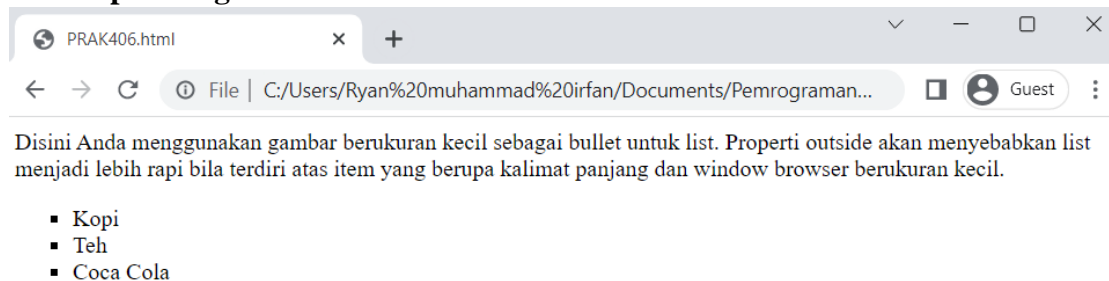 PRAK406.html
File | C:/Users/Ryan%20muhammad%20irfan/Documents/Pemrograman... Guest
Disini Anda menggunakan gambar berukuran kecil sebagai bullet untuk list. Properti outside akan menyebabkan list
menjadi lebih rapi bila terdiri atas item yang berupa kalimat panjang dan window browser berukuran kecil.
Kopi
Teh
Coca Cola